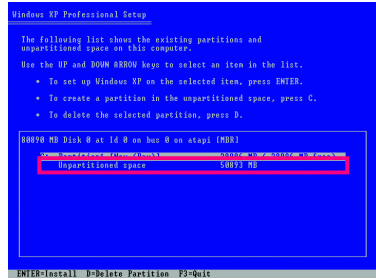 Windows XP Professional Setup
The following list shows the existing partitions and
unpartitioned space on this computer.
Use the UP and DOWN ARROW keys to select an item in the list.
• To set up Windows XP on the selected item, press ENTER.
• To create a partition in the unpartitioned space, press C.
• To delete the selected partition, press D.
80890 MB Disk 0 at Id 0 on bus 0 on atapi [MBR]
Unpartitioned space 50893 MB
ENTER=Install D=Delete Partition F3=Quit